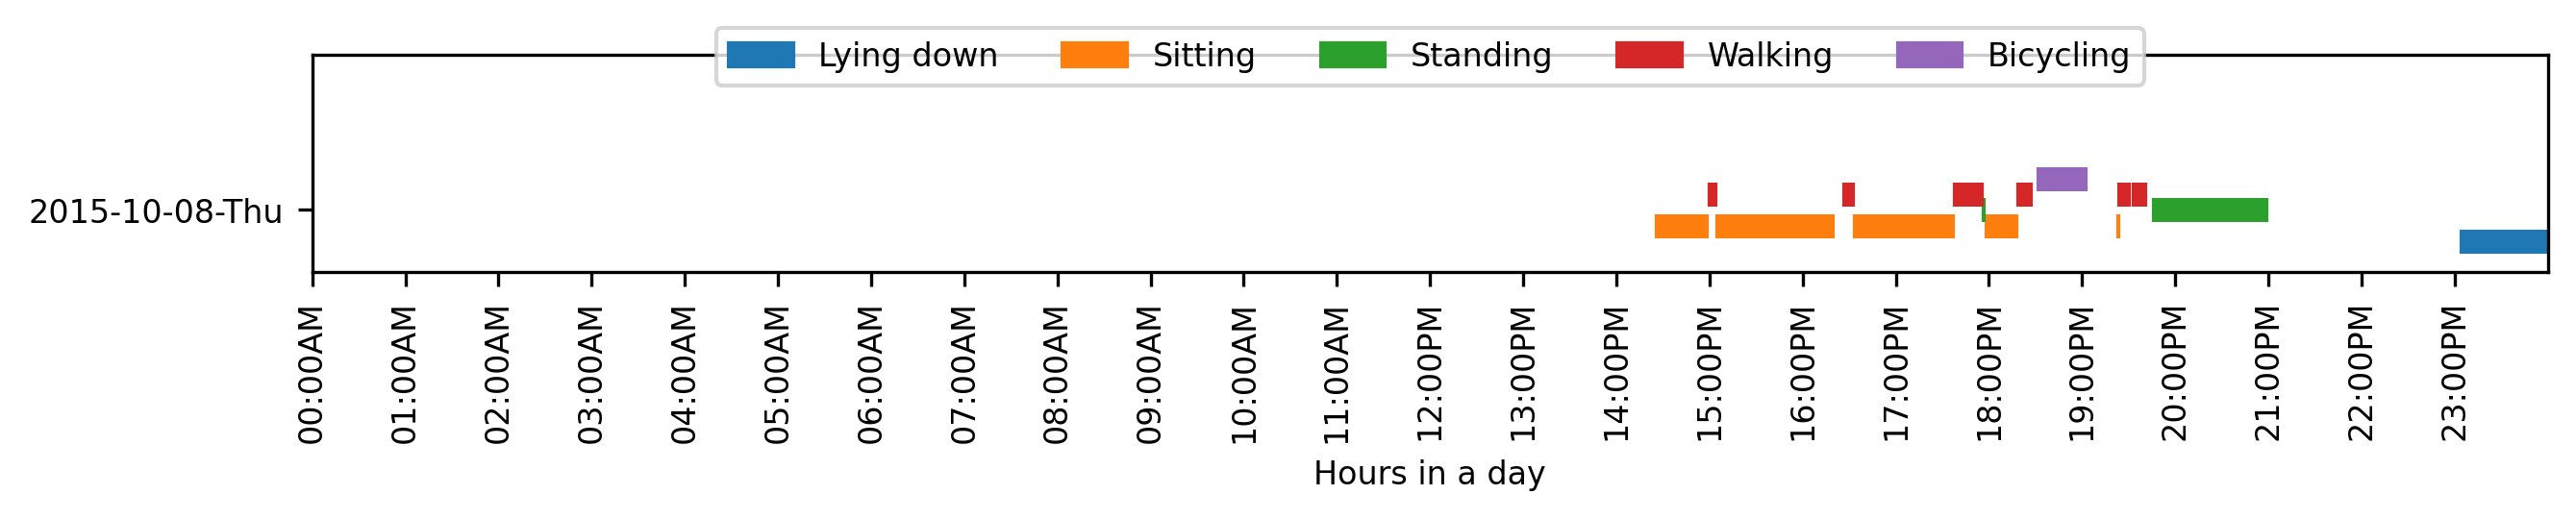 Lying down Sitting Standing Walking Bicycling
2015-10-08-Thu
00:00AM
01:00AM
02:00AM
03:00AM
04:00AM
05:00AM
06:00AM
07:00AM
08:00AM
09:00AM
10:00AM
11:00AM
12:00PM
13:00PM
14:00PM
15:00PM
16:00PM
17:00PM
18:00PM
19:00PM
20:00PM
21:00PM
22:00PM
23:00PM
Hours in a day